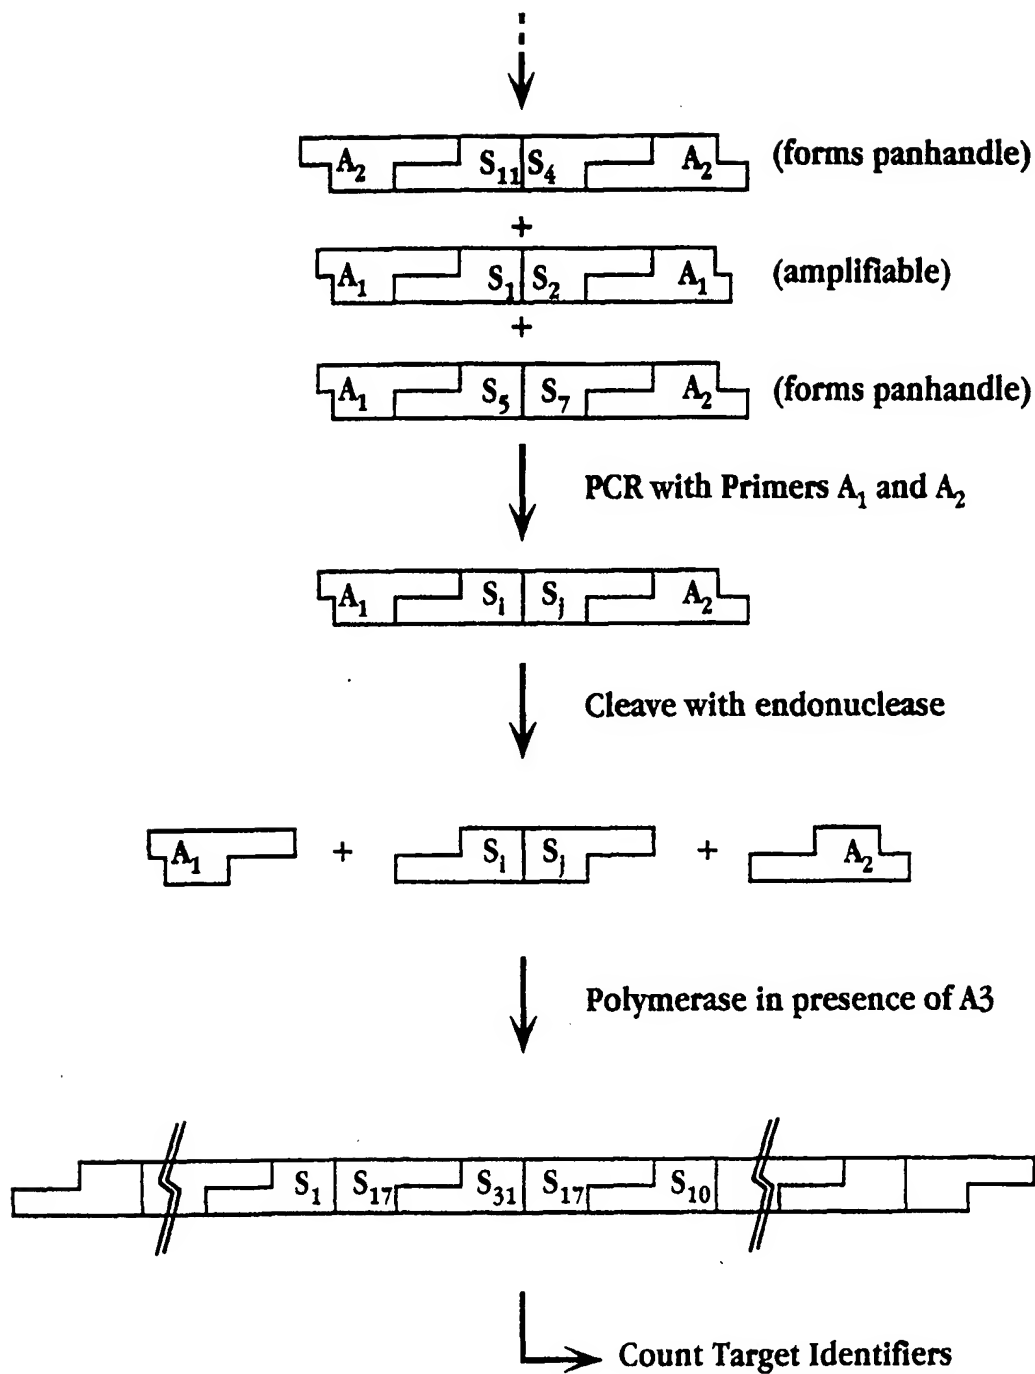 A2 S11 S4 A2 (forms panhandle)
+
A1 S1 S2 A1 (amplifiable)
+
A1 S5 S7 A2 (forms panhandle)
PCR with Primers A1 and A2
A1 Si Sj A2
Cleave with endonuclease
A1 + Si Sj + A2
Polymerase in presence of A3
S1 S17 S31 S17 S10
Count Target Identifiers